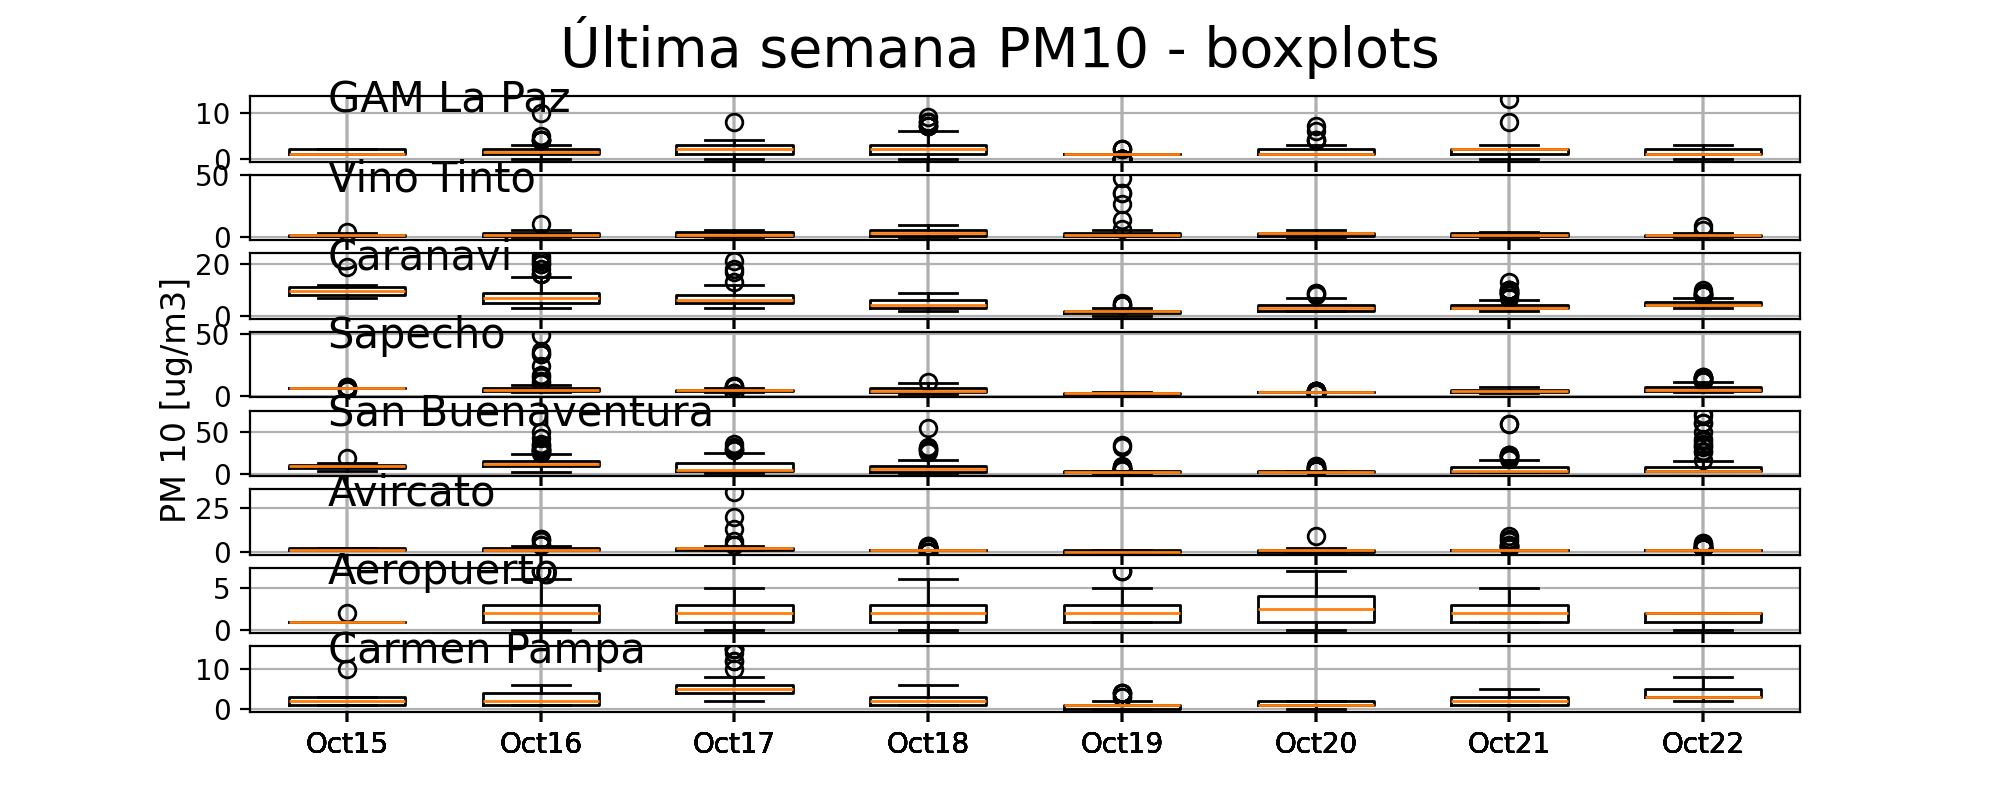 Última semana PM10 - boxplots
GAM La Paz
10
0
Vino Tinto
50
0
Caranavi
20
0
Sapecho
50
0
San Buenaventura
50
0
Avircato
25
0
Aeropuerto
5
0
Carmen Pampa
10
0
PM 10 [ug/m3]
Oct15 Oct16 Oct17 Oct18 Oct19 Oct20 Oct21 Oct22